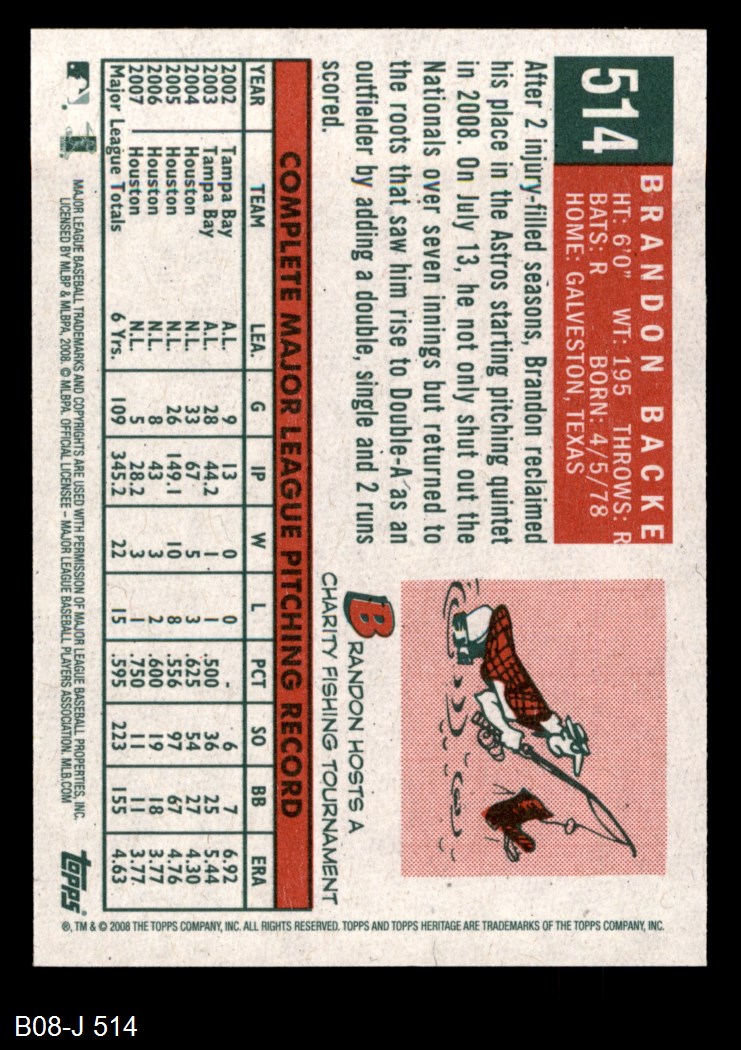 514
BRANDON BACKE
HT: 6'0" WT: 195 THROWS: R
BATS: R BORN: 4/5/78
HOME: GALVESTON, TEXAS
After 2 injury-filled seasons, Brandon reclaimed
his place in the Astros starting pitching quintet
in 2008. On July 13, he not only shut out the
Nationals over seven innings but returned to
the roots that saw him rise to Double-A as an
outfielder by adding a double, single and 2 runs
scored.
BRANDON HOSTS A
CHARITY FISHING TOURNAMENT
COMPLETE MAJOR LEAGUE PITCHING RECORD
YEAR TEAM LEA. G IP W L PCT SO BB ERA
2002 Tampa Bay A.L. 9 13 0 0 - 6 7 6.92
2003 Tampa Bay A.L. 28 44.2 1 1 .500 36 25 5.44
2004 Houston N.L. 33 67 5 3 .625 54 27 4.30
2005 Houston N.L. 26 149.1 10 8 .556 97 67 4.76
2006 Houston N.L. 8 43 3 2 .600 19 18 3.77
2007 Houston N.L. 5 28.2 3 1 .750 11 11 3.77
Major League Totals 6 Yrs. 109 345.2 22 15 .595 223 155 4.63
MAJOR LEAGUE BASEBALL TRADEMARKS AND COPYRIGHTS ARE USED WITH PERMISSION OF MAJOR LEAGUE BASEBALL PROPERTIES, INC.
LICENSED BY MLBP & MLBPA, 2008. © MLBPA. OFFICIAL LICENSEE – MAJOR LEAGUE BASEBALL PLAYERS ASSOCIATION. MLB.COM
topps®
®, TM & © 2008 THE TOPPS COMPANY, INC. ALL RIGHTS RESERVED. TOPPS AND TOPPS HERITAGE ARE TRADEMARKS OF THE TOPPS COMPANY, INC.
B08-J 514